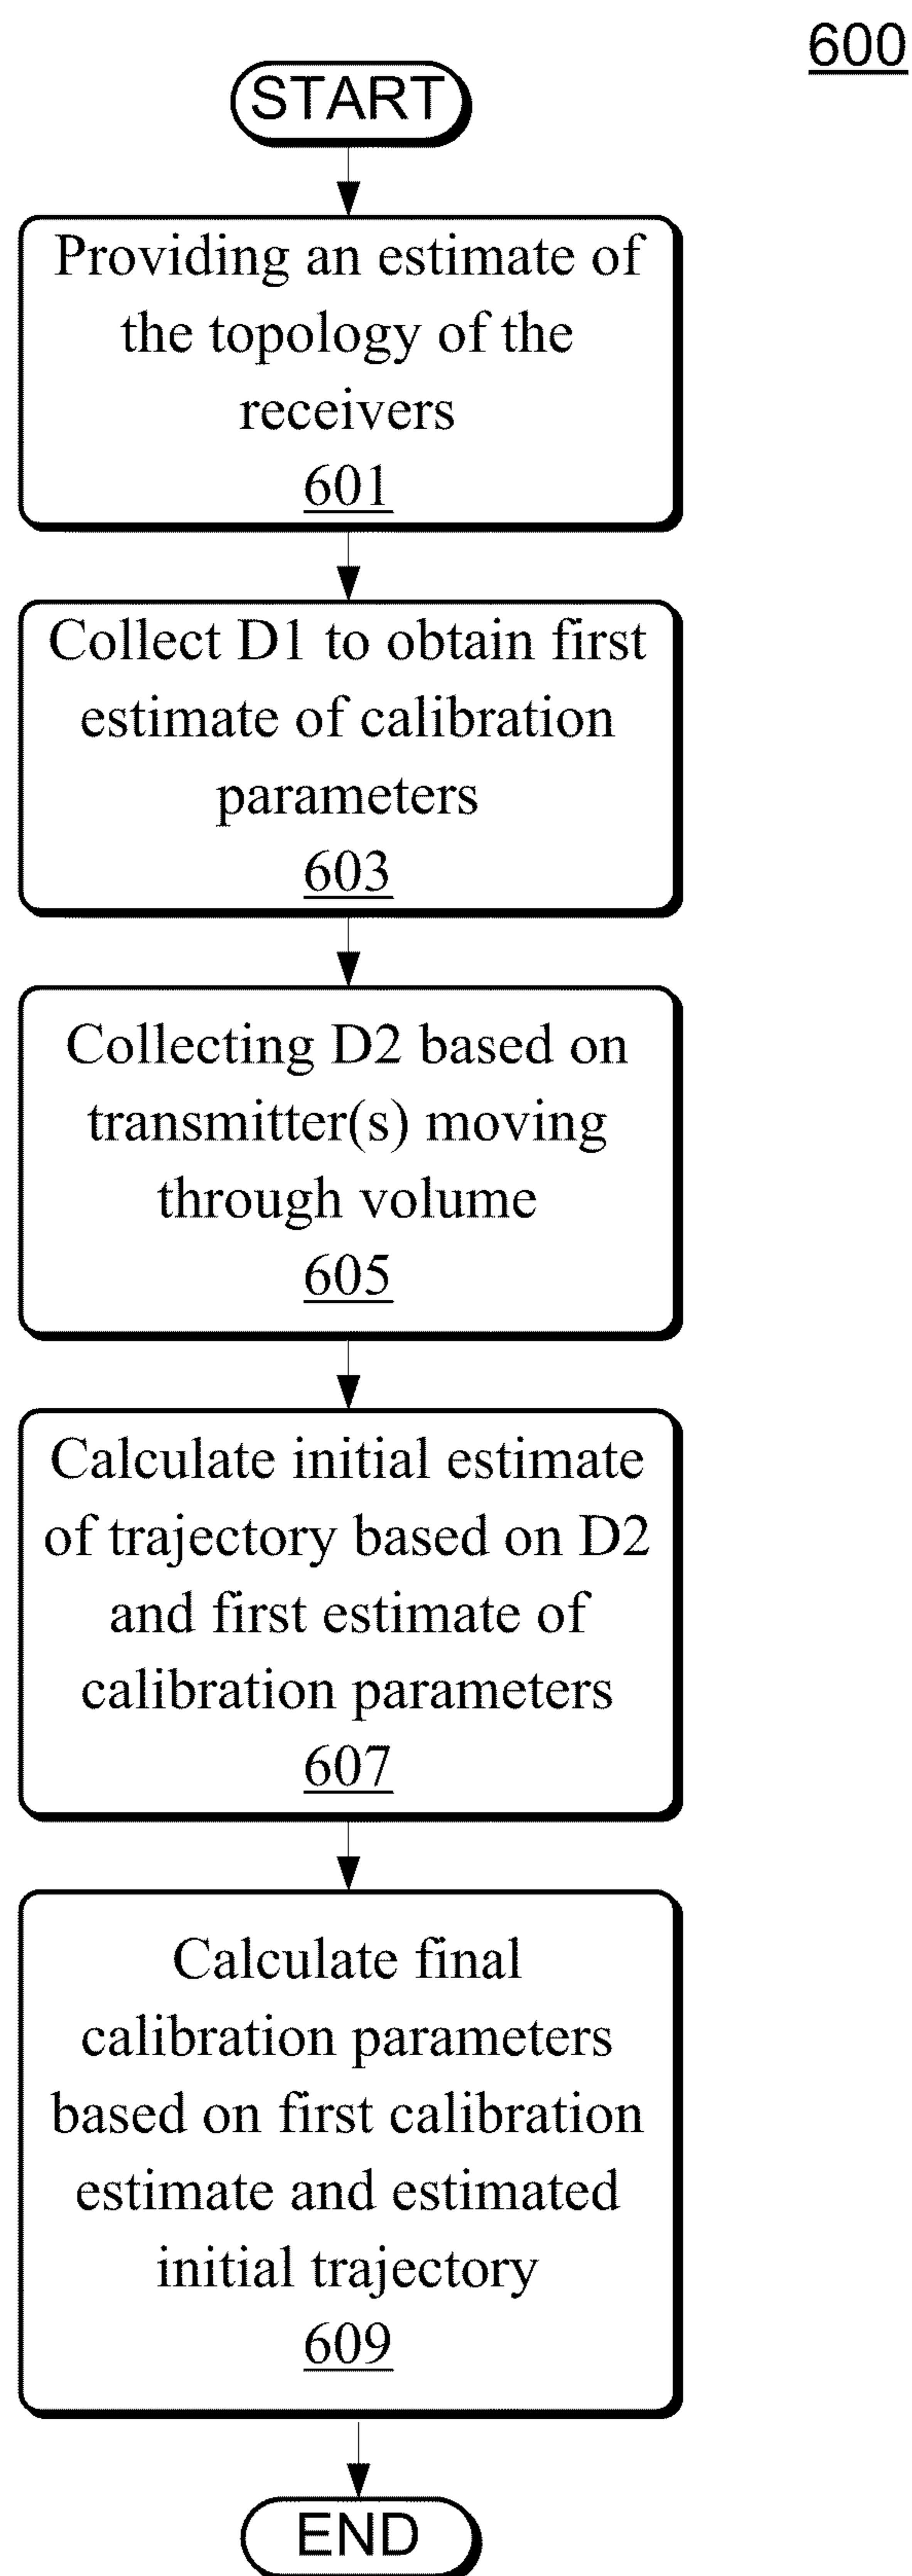 600
START
Providing an estimate of
the topology of the
receivers
601
Collect D1 to obtain first
estimate of calibration
parameters
603
Collecting D2 based on
transmitter(s) moving
through volume
605
Calculate initial estimate
of trajectory based on D2
and first estimate of
calibration parameters
607
Calculate final
calibration parameters
based on first calibration
estimate and estimated
initial trajectory
609
END